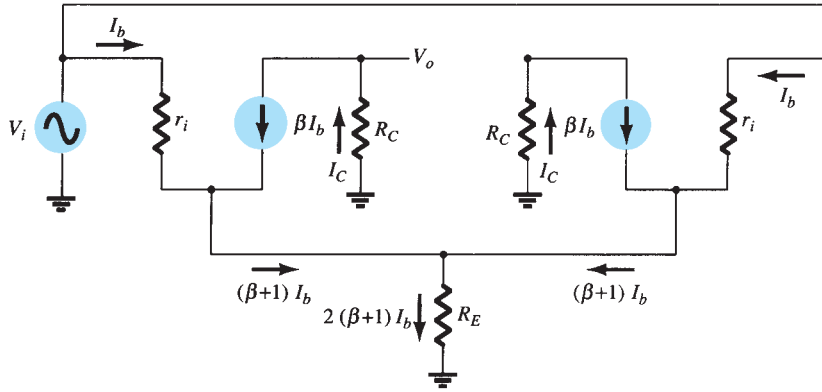 I_b
V_o
V_i
r_i
βI_b
R_C
I_C
R_C
I_C
βI_b
r_i
I_b
(β+1) I_b
(β+1) I_b
2 (β+1) I_b
R_E